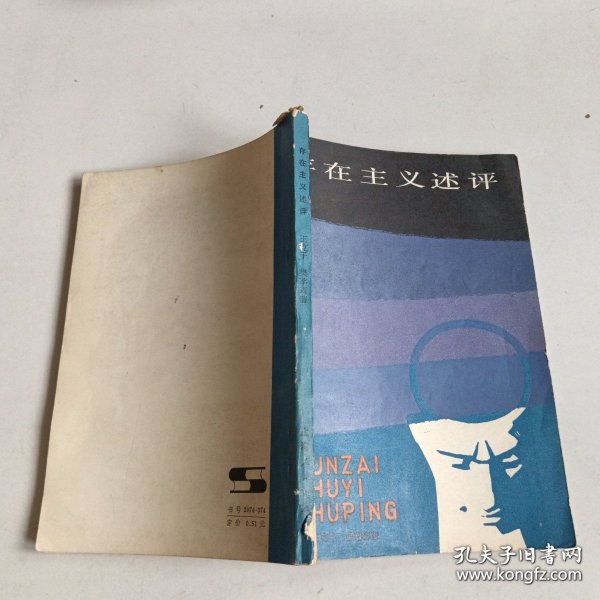 在主义述评
UNZAI
HUYI
HUPING
存在主义述评
书号 2074·374
定价 0.51 元
孔夫子旧书网
www.kongfz.com